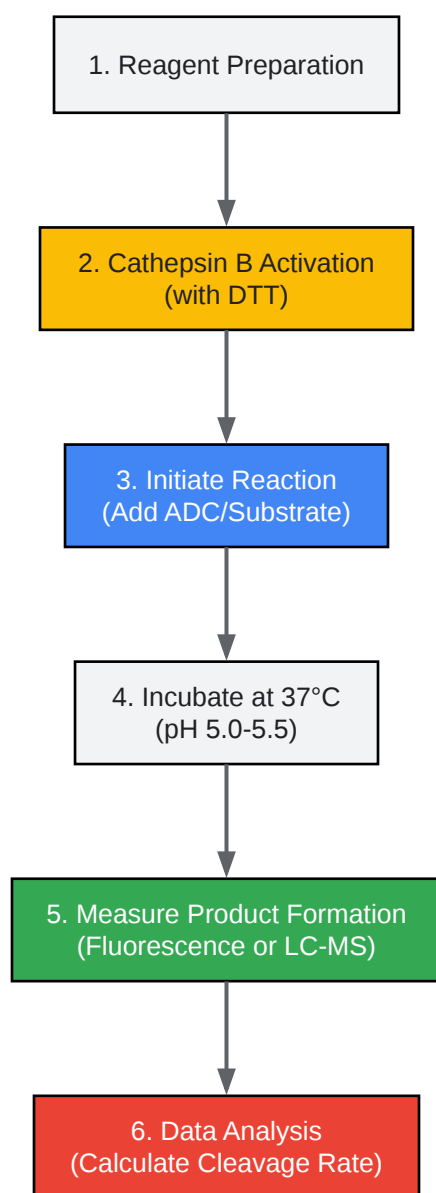 1. Reagent Preparation
2. Cathepsin B Activation
(with DTT)
3. Initiate Reaction
(Add ADC/Substrate)
4. Incubate at 37°C
(pH 5.0-5.5)
5. Measure Product Formation
(Fluorescence or LC-MS)
6. Data Analysis
(Calculate Cleavage Rate)